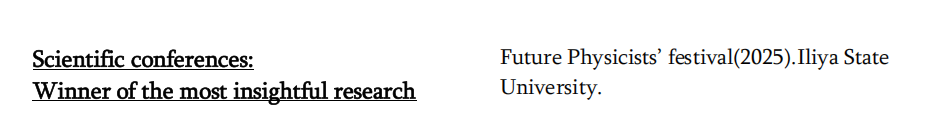 Scientific conferences:
Winner of the most insightful research
Future Physicists’ festival(2025).Iliya State
University.